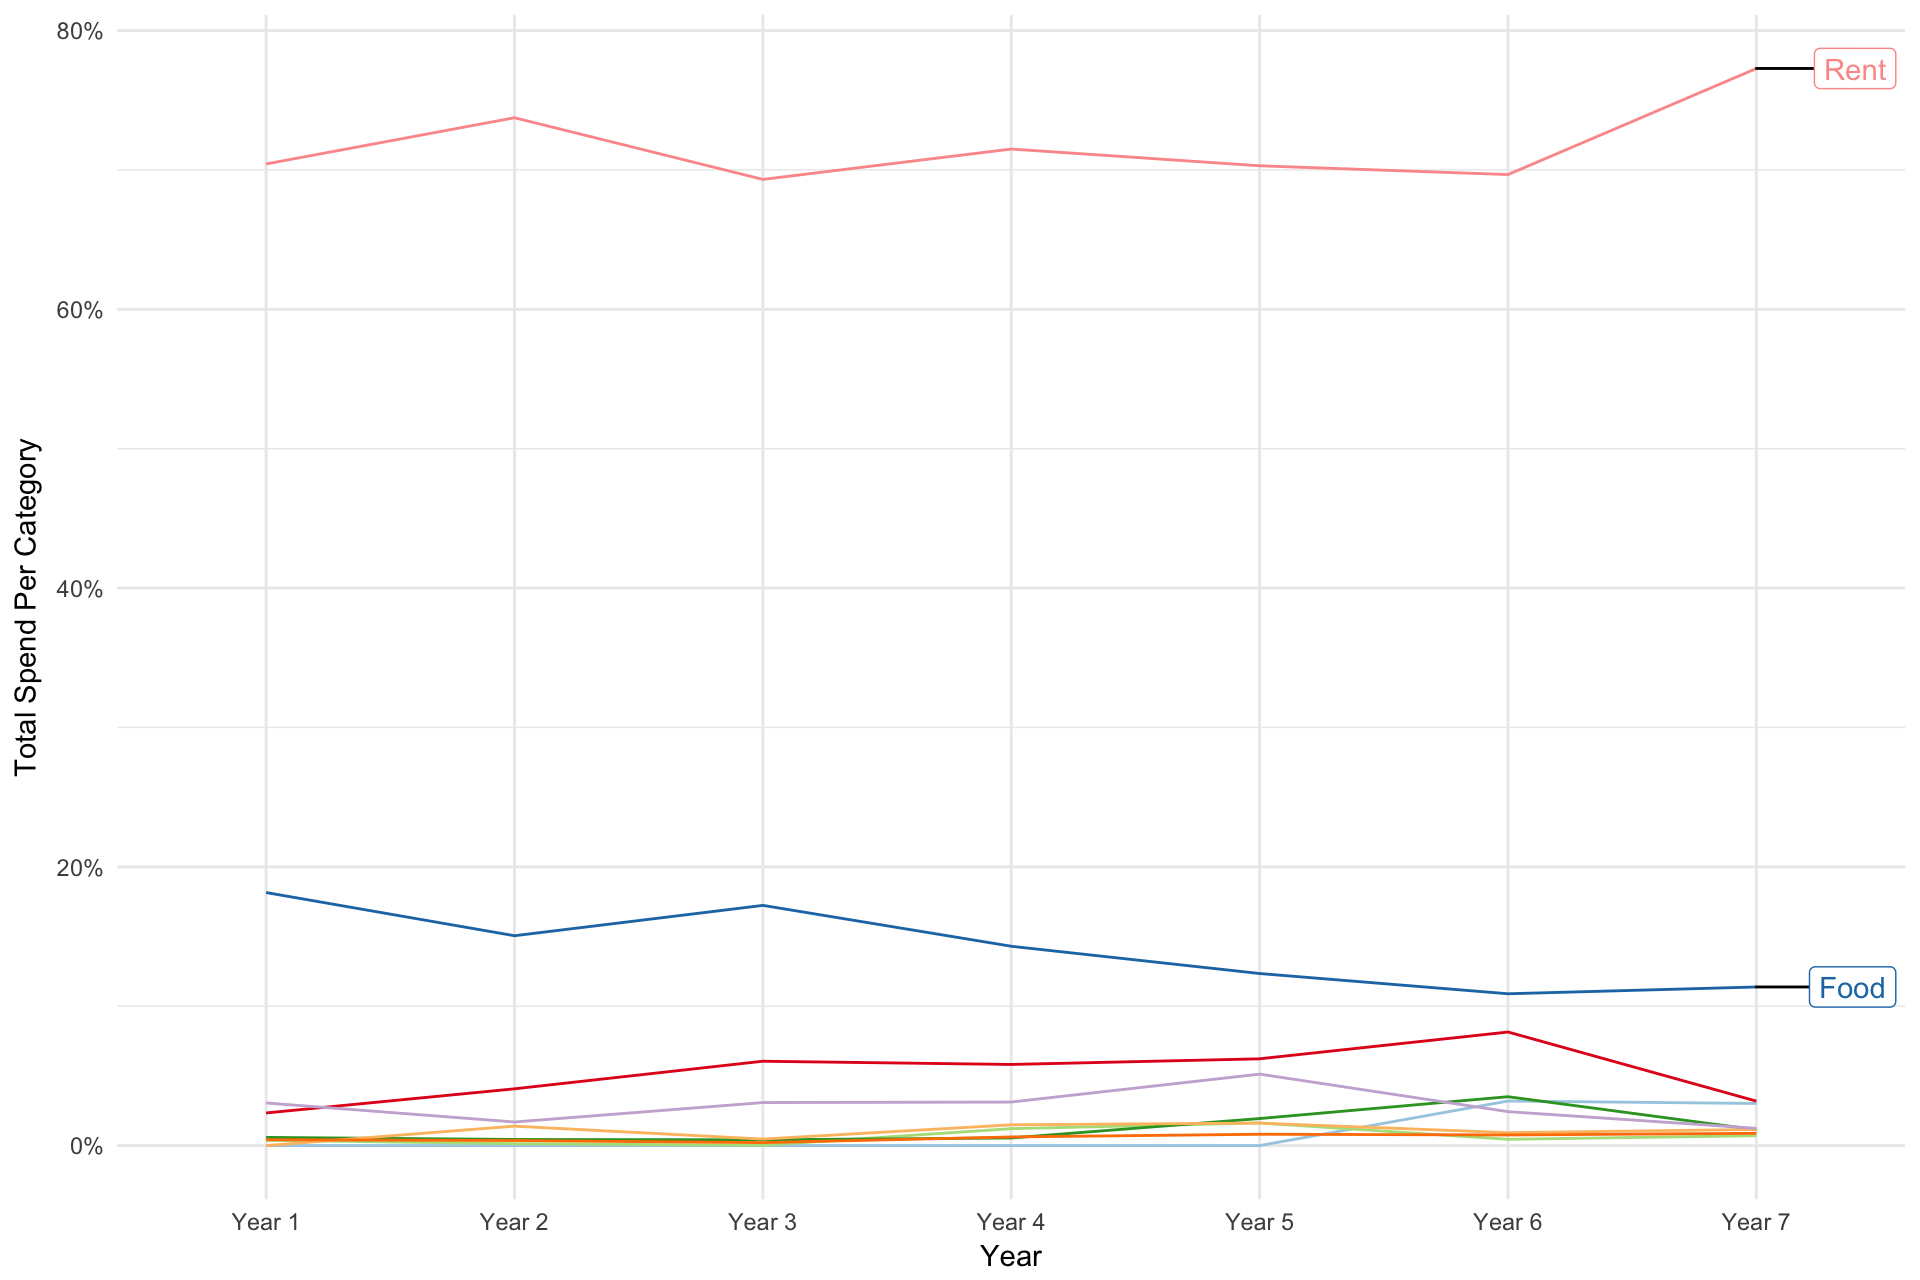 80%
60%
40%
20%
0%
Total Spend Per Category
Rent
Food
Year 1
Year 2
Year 3
Year 4
Year 5
Year 6
Year 7
Year